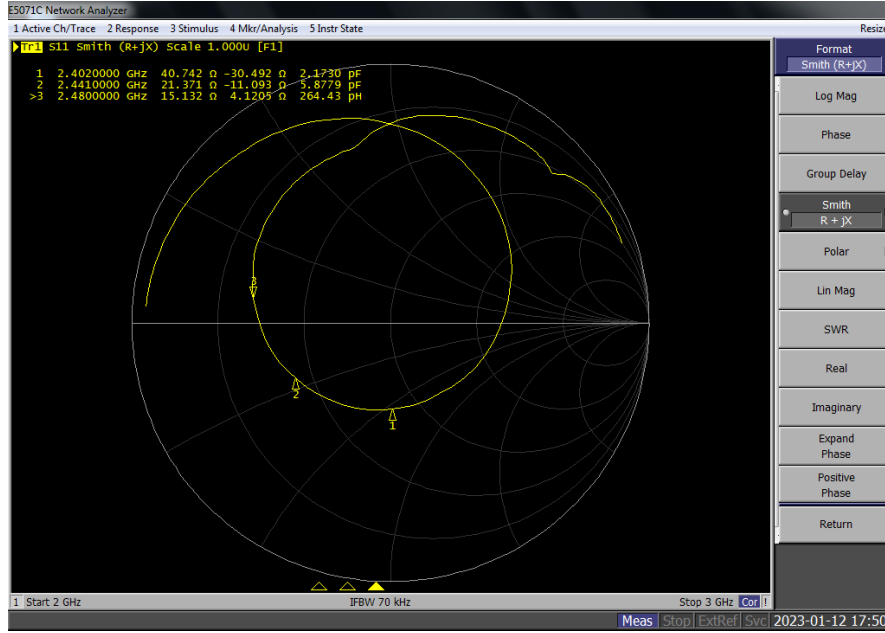 E5071C Network Analyzer
1 Active Ch/Trace 2 Response 3 Stimulus 4 Mkr/Analysis 5 Instr State
Resize
Tr1 S11 Smith (R+jX) Scale 1.000U [F1]
1 2.4020000 GHz 40.742 Ω -30.492 Ω 2.1730 pF
2 2.4410000 GHz 21.371 Ω -11.093 Ω 5.8779 pF
>3 2.4800000 GHz 15.132 Ω 4.1205 Ω 264.43 pH
3
2
1
Format
Smith (R+jX)
Log Mag
Phase
Group Delay
Smith
R + jX
Polar
Lin Mag
SWR
Real
Imaginary
Expand
Phase
Positive
Phase
Return
1 Start 2 GHz IFBW 70 kHz Stop 3 GHz Cor !
Meas Stop ExtRef Svc 2023-01-12 17:50